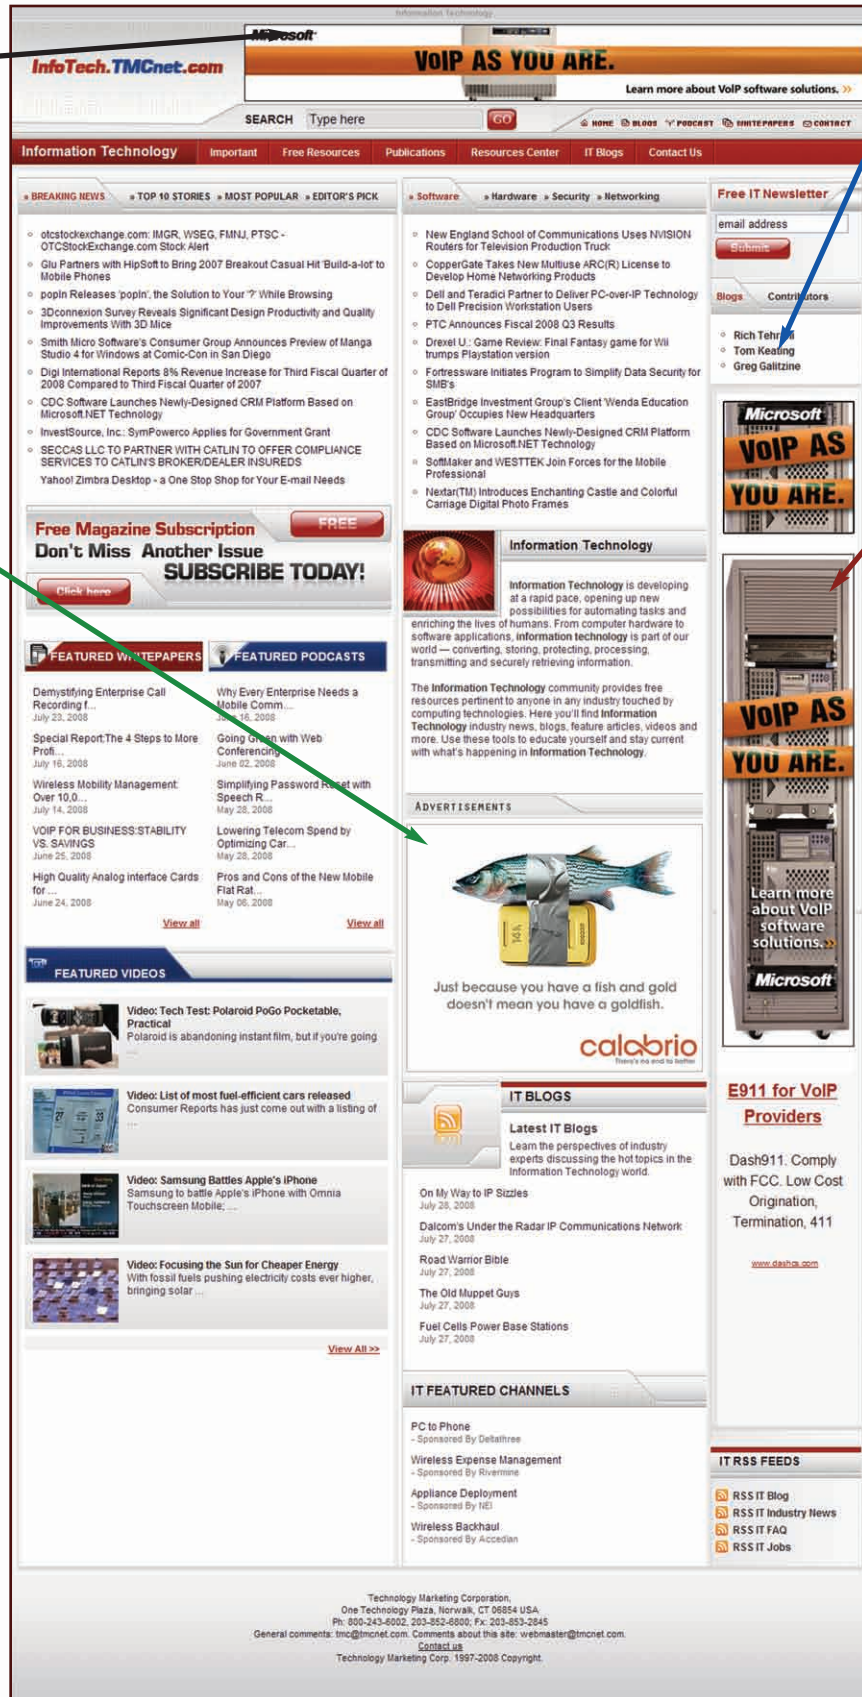 Information Technology
InfoTech.TMCnet.com
Microsoft
VoIP AS YOU ARE.
Learn more about VoIP software solutions. »
SEARCH Type here GO
HOME BLOGS PODCAST WHITEPAPERS CONTACT
Information Technology Important Free Resources Publications Resources Center IT Blogs Contact Us
» BREAKING NEWS » TOP 10 STORIES » MOST POPULAR » EDITOR'S PICK
otcstockexchange.com: IMGR, WSEG, FMNJ, PTSC -
OTCStockExchange.com Stock Alert
Glu Partners with HipSoft to Bring 2007 Breakout Casual Hit 'Build-a-lot' to
Mobile Phones
popIn Releases 'popIn', the Solution to Your '?' While Browsing
3Dconnexion Survey Reveals Significant Design Productivity and Quality
Improvements With 3D Mice
Smith Micro Software's Consumer Group Announces Preview of Manga
Studio 4 for Windows at Comic-Con in San Diego
Digi International Reports 8% Revenue Increase for Third Fiscal Quarter of
2008 Compared to Third Fiscal Quarter of 2007
CDC Software Launches Newly-Designed CRM Platform Based on
Microsoft.NET Technology
InvestSource, Inc.: SymPowerco Applies for Government Grant
SECCAS LLC TO PARTNER WITH CATLIN TO OFFER COMPLIANCE
SERVICES TO CATLIN'S BROKER/DEALER INSUREDS
Yahoo! Zimbra Desktop - a One Stop Shop for Your E-mail Needs
Free Magazine Subscription FREE
Don't Miss Another Issue
SUBSCRIBE TODAY!
Click here
FEATURED WHITEPAPERS
Demystifying Enterprise Call
Recording f...
July 23, 2008
Special Report:The 4 Steps to More
Profi...
July 16, 2008
Wireless Mobility Management:
Over 10,0...
July 14, 2008
VOIP FOR BUSINESS:STABILITY
VS. SAVINGS
June 25, 2008
High Quality Analog interface Cards
for ...
June 24, 2008
View all
FEATURED PODCASTS
Why Every Enterprise Needs a
Mobile Comm...
June 16, 2008
Going Green with Web
Conferencing
June 02, 2008
Simplifying Password Reset with
Speech R...
May 28, 2008
Lowering Telecom Spend by
Optimizing Car...
May 28, 2008
Pros and Cons of the New Mobile
Flat Rat...
May 06, 2008
View all
FEATURED VIDEOS
Video: Tech Test: Polaroid PoGo Pocketable,
Practical
Polaroid is abandoning instant film, but if you're going
...
Video: List of most fuel-efficient cars released
Consumer Reports has just come out with a listing of
...
27 33
Video: Samsung Battles Apple's iPhone
Samsung to battle Apple's iPhone with Omnia
Touchscreen Mobile; ...
Video: Focusing the Sun for Cheaper Energy
With fossil fuels pushing electricity costs ever higher,
bringing solar ...
View All >>
» Software » Hardware » Security » Networking
New England School of Communications Uses NVISION
Routers for Television Production Truck
CopperGate Takes New Multiuse ARC(R) License to
Develop Home Networking Products
Dell and Teradici Partner to Deliver PC-over-IP Technology
to Dell Precision Workstation Users
PTC Announces Fiscal 2008 Q3 Results
Drexel U.: Game Review: Final Fantasy game for Wii
trumps Playstation version
Fortressware Initiates Program to Simplify Data Security for
SMB's
EastBridge Investment Group's Client 'Wenda Education
Group' Occupies New Headquarters
CDC Software Launches Newly-Designed CRM Platform
Based on Microsoft.NET Technology
SoftMaker and WESTTEK Join Forces for the Mobile
Professional
Nextar(TM) Introduces Enchanting Castle and Colorful
Carriage Digital Photo Frames
Information Technology
Information Technology is developing
at a rapid pace, opening up new
possibilities for automating tasks and
enriching the lives of humans. From computer hardware to
software applications, information technology is part of our
world — converting, storing, protecting, processing,
transmitting and securely retrieving information.
The Information Technology community provides free
resources pertinent to anyone in any industry touched by
computing technologies. Here you'll find Information
Technology industry news, blogs, feature articles, videos and
more. Use these tools to educate yourself and stay current
with what's happening in Information Technology.
ADVERTISEMENTS
14k
Just because you have a fish and gold
doesn't mean you have a goldfish.
calabrio
There's no end to better
IT BLOGS
Latest IT Blogs
Learn the perspectives of industry
experts discussing the hot topics in the
Information Technology world.
On My Way to IP Sizzles
July 28, 2008
Dalcom's Under the Radar IP Communications Network
July 27, 2008
Road Warrior Bible
July 27, 2008
The Old Muppet Guys
July 27, 2008
Fuel Cells Power Base Stations
July 27, 2008
IT FEATURED CHANNELS
PC to Phone
- Sponsored By Deltathree
Wireless Expense Management
- Sponsored By Rivermine
Appliance Deployment
- Sponsored By NEI
Wireless Backhaul
- Sponsored By Accedian
Free IT Newsletter
email address
Submit
Blogs Contributors
Rich Tehrani
Tom Keating
Greg Galitzine
Microsoft
VoIP AS
YOU ARE.
VoIP AS
YOU ARE.
Learn more
about VoIP
software
solutions.»
Microsoft
E911 for VoIP
Providers
Dash911. Comply
with FCC. Low Cost
Origination,
Termination, 411
www.dashcs.com
IT RSS FEEDS
RSS IT Blog
RSS IT Industry News
RSS IT FAQ
RSS IT Jobs
Technology Marketing Corporation,
One Technology Plaza, Norwalk, CT 06854 USA
Ph: 800-243-6002, 203-852-6800; Fx: 203-853-2845
General comments: tmc@tmcnet.com. Comments about this site: webmaster@tmcnet.com.
Contact us
Technology Marketing Corp. 1997-2008 Copyright.